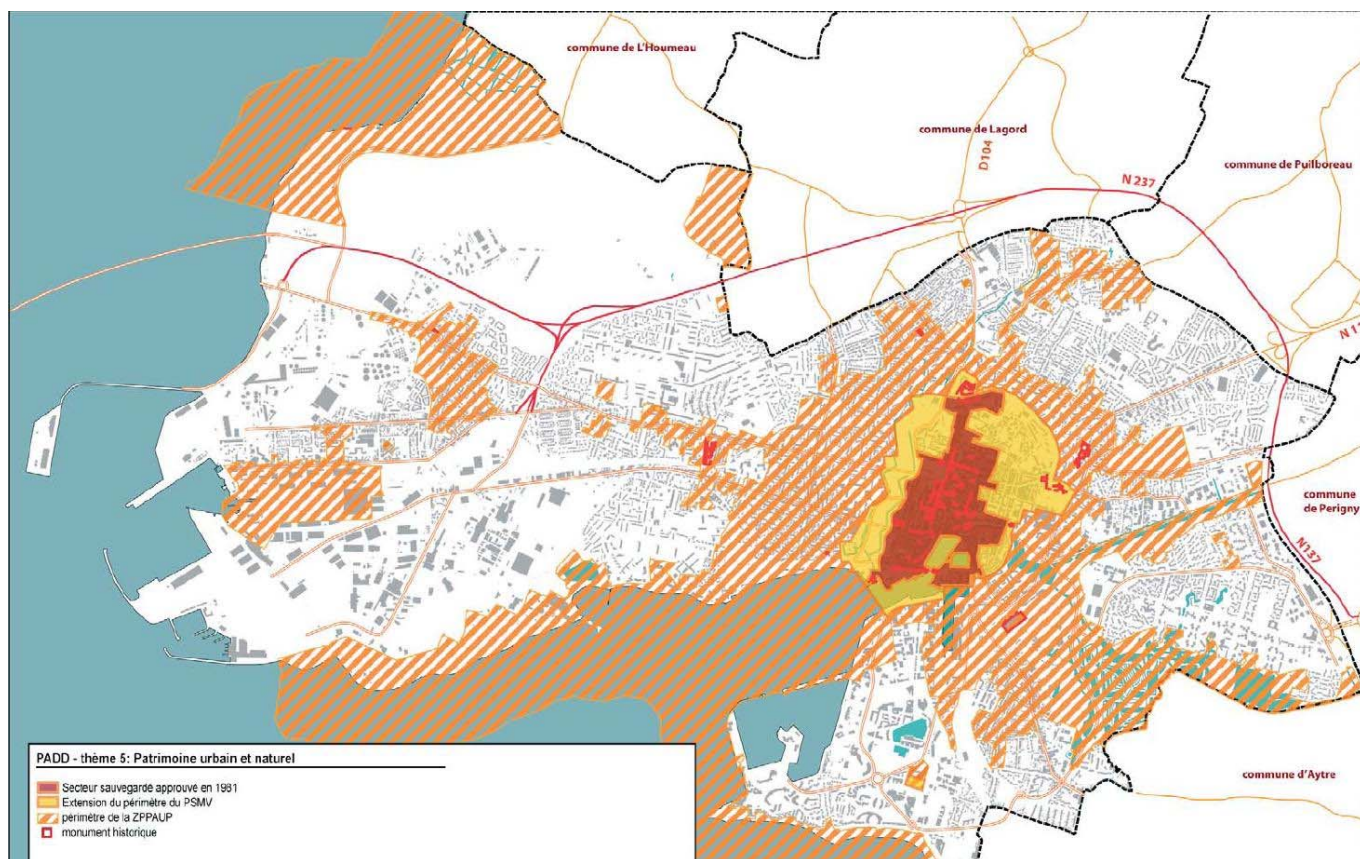 commune de L'Houmeau
commune de Lagord
D104
commune de Puilboreau
N 237
N 11
commune
de Perigny
N137
commune d'Aytre
PADD - thème 5: Patrimoine urbain et naturel
Secteur sauvegardé approuvé en 1981
Extension du périmètre du PSMV
périmètre de la ZPPAUP
monument historique